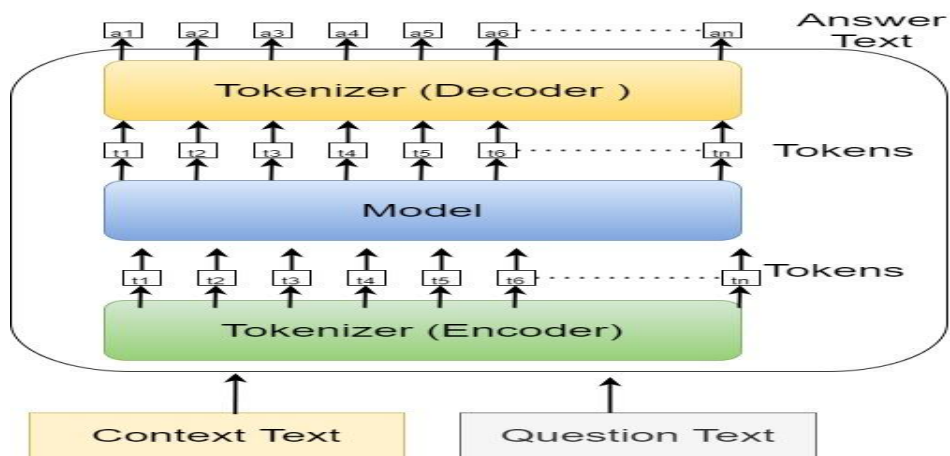 a1 a2 a3 a4 a5 a6 an
Answer Text
Tokenizer (Decoder )
t1 t2 t3 t4 t5 t6 tn
Tokens
Model
t1 t2 t3 t4 t5 t6 tn
Tokens
Tokenizer (Encoder)
Context Text
Question Text